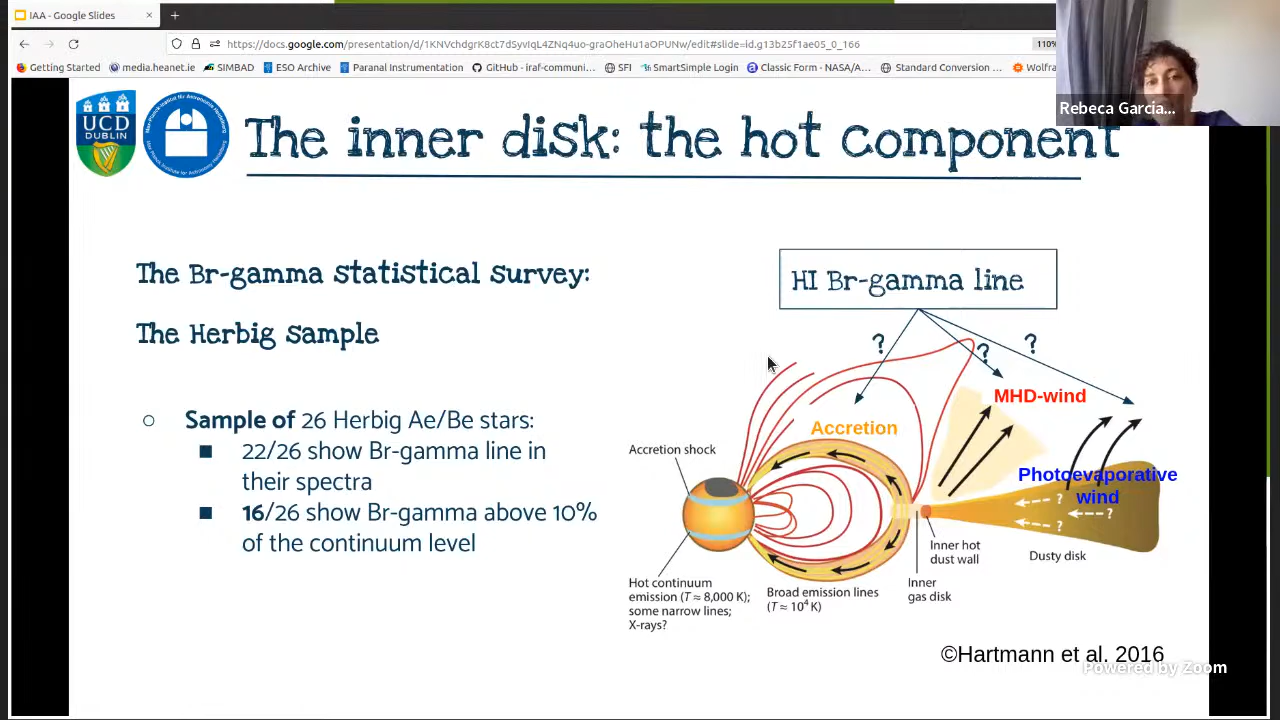 IAA - Google Slides
https://docs.google.com/presentation/d/1KNVchdgrK8ct7dSyvIqL4ZNq4uo-graOheHu1aOPUNw/edit#slide=id.g13b25f1ae05_0_166
110%
Getting Started media.heanet.ie SIMBAD ESO Archive Paranal Instrumentation GitHub - iraf-communi... SFI SmartSimple Login Classic Form - NASA/A... Standard Conversion ... Wolfra
Rebeca Garcia...
UCD
DUBLIN
The inner disk: the hot component
The Br-gamma statistical survey:
The Herbig sample
Sample of 26 Herbig Ae/Be stars:
22/26 show Br-gamma line in
their spectra
16/26 show Br-gamma above 10%
of the continuum level
HI Br-gamma line
? ? ?
MHD-wind
Accretion
Accretion shock
Photoevaporative
wind
?
?
?
Inner hot
dust wall
Dusty disk
Inner
gas disk
Hot continuum
emission (T ≈ 8,000 K);
some narrow lines;
X-rays?
Broad emission lines
(T ≈ 10⁴ K)
©Hartmann et al. 2016
Powered by Zoom